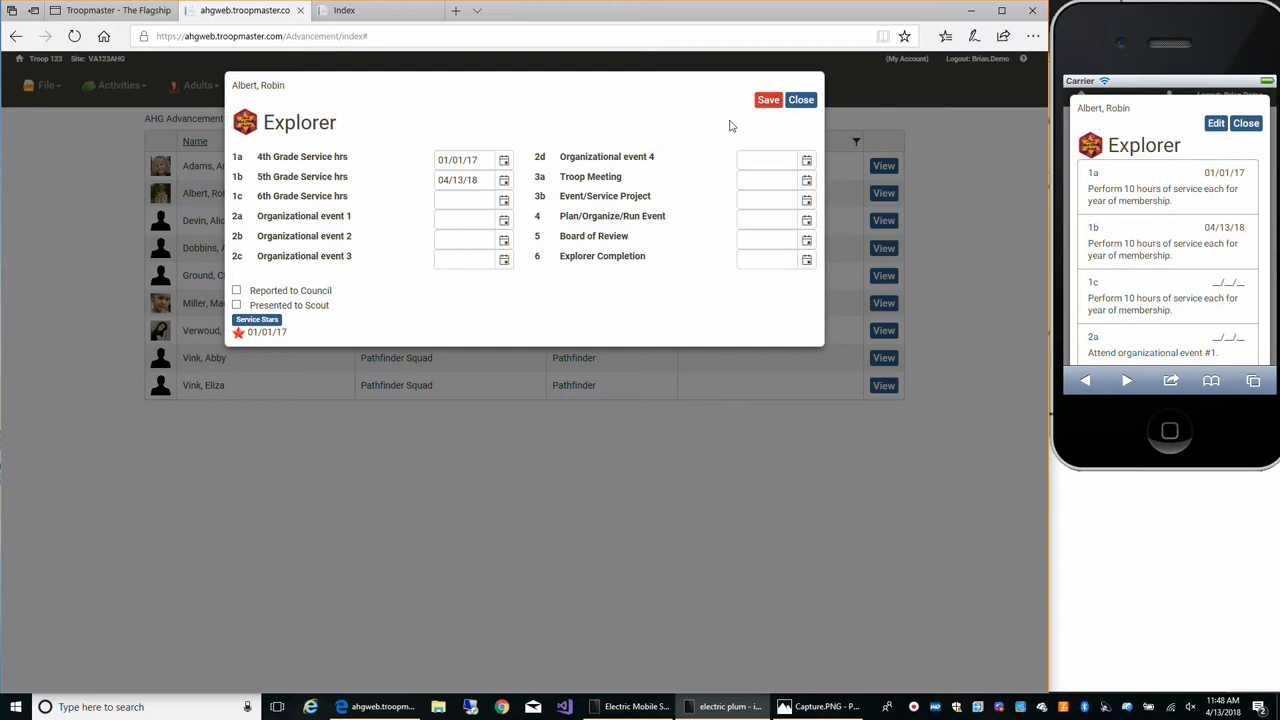 Troopmaster - The Flagship
ahgweb.troopmaster.co
Index
https://ahgweb.troopmaster.com/Advancement/index#
Troop 123 Site: VA123AHG
(My Account) Logout: Brian.Demo
File
Activities
Adults
AHG Advancement
Name
Adams, A
Albert, Rob
Devin, Alic
Dobbins, A
Ground, C
Miller, Ma
Verwoud,
Vink, Abby Pathfinder Squad Pathfinder View
Vink, Eliza Pathfinder Squad Pathfinder View
View
View
View
View
View
View
View
Albert, Robin
Save Close
Explorer
1a 4th Grade Service hrs 01/01/17
1b 5th Grade Service hrs 04/13/18
1c 6th Grade Service hrs
2a Organizational event 1
2b Organizational event 2
2c Organizational event 3
2d Organizational event 4
3a Troop Meeting
3b Event/Service Project
4 Plan/Organize/Run Event
5 Board of Review
6 Explorer Completion
Reported to Council
Presented to Scout
Service Stars
01/01/17
Carrier
Albert, Robin
Edit Close
Explorer
1a 01/01/17
Perform 10 hours of service each for
year of membership.
1b 04/13/18
Perform 10 hours of service each for
year of membership.
1c __/__/__
Perform 10 hours of service each for
year of membership.
2a __/__/__
Attend organizational event #1.
Type here to search
ahgweb.troopm...
Electric Mobile S...
electric plum - i...
Capture.PNG - P...
11:48 AM
4/13/2018